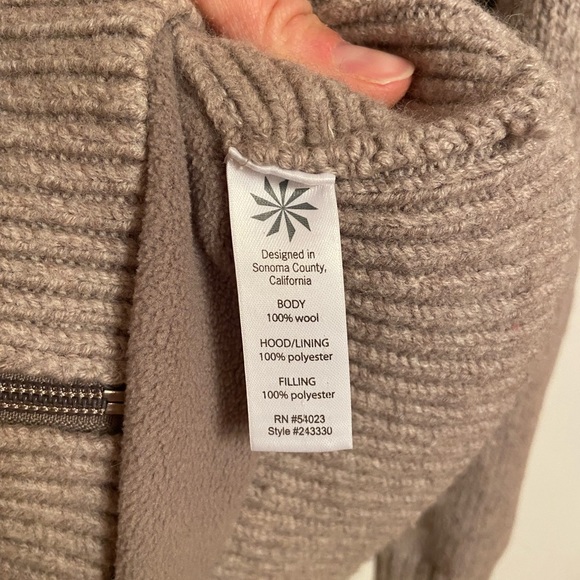 Designed in
Sonoma County,
California
BODY
100% wool
HOOD/LINING
100% polyester
FILLING
100% polyester
RN #54023
Style #243330